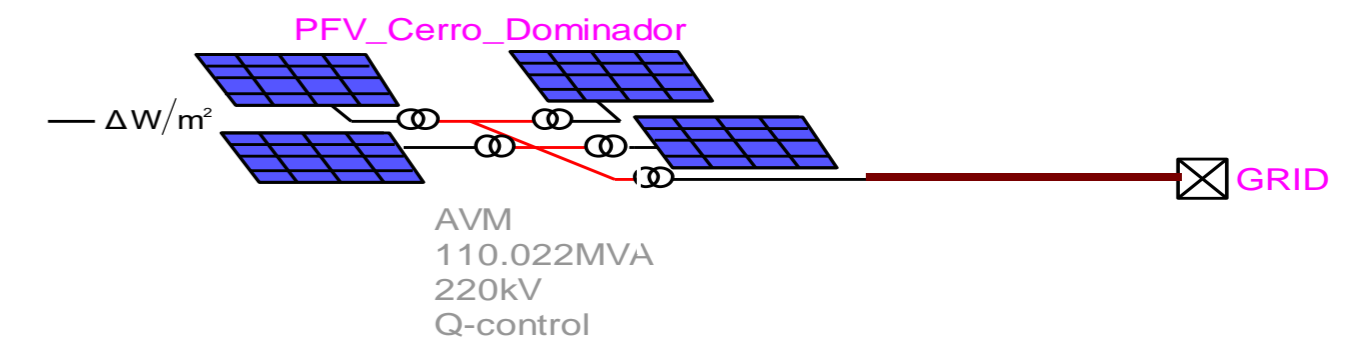 PFV_Cerro_Dominador
ΔW/m²
GRID
AVM
110.022MVA
220kV
Q-control